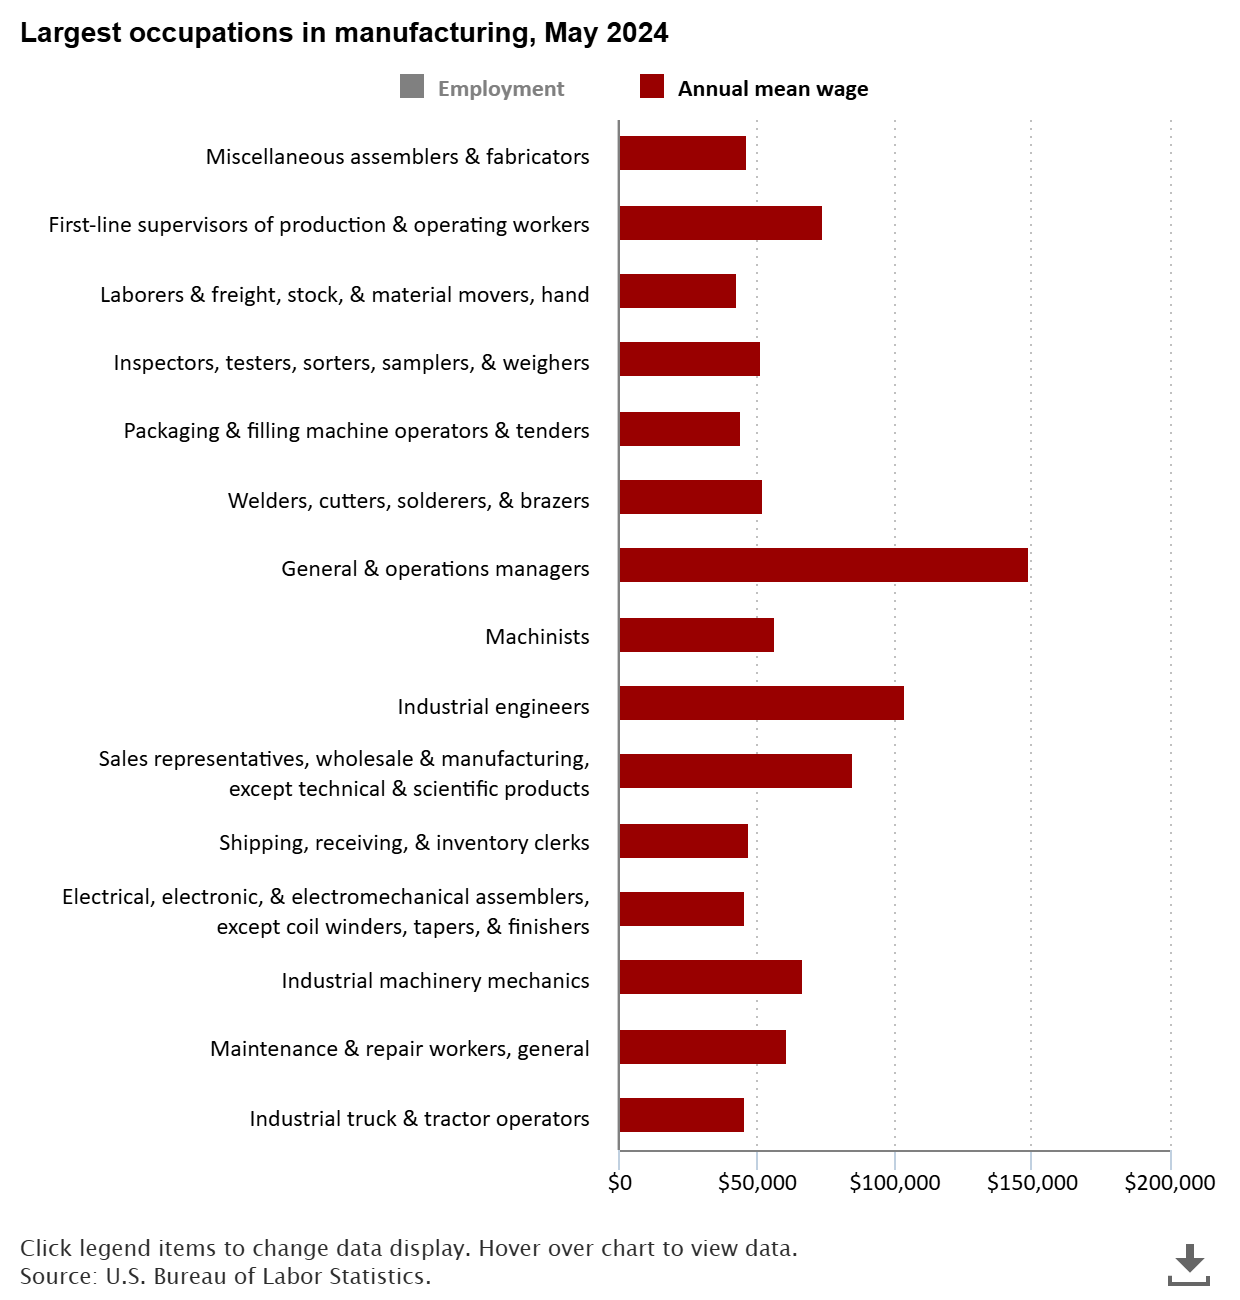 Largest occupations in manufacturing, May 2024
Employment
Annual mean wage
Miscellaneous assemblers & fabricators
First-line supervisors of production & operating workers
Laborers & freight, stock, & material movers, hand
Inspectors, testers, sorters, samplers, & weighers
Packaging & filling machine operators & tenders
Welders, cutters, solderers, & brazers
General & operations managers
Machinists
Industrial engineers
Sales representatives, wholesale & manufacturing,
except technical & scientific products
Shipping, receiving, & inventory clerks
Electrical, electronic, & electromechanical assemblers,
except coil winders, tapers, & finishers
Industrial machinery mechanics
Maintenance & repair workers, general
Industrial truck & tractor operators
$0
$50,000
$100,000
$150,000
$200,000
Click legend items to change data display. Hover over chart to view data.
Source: U.S. Bureau of Labor Statistics.